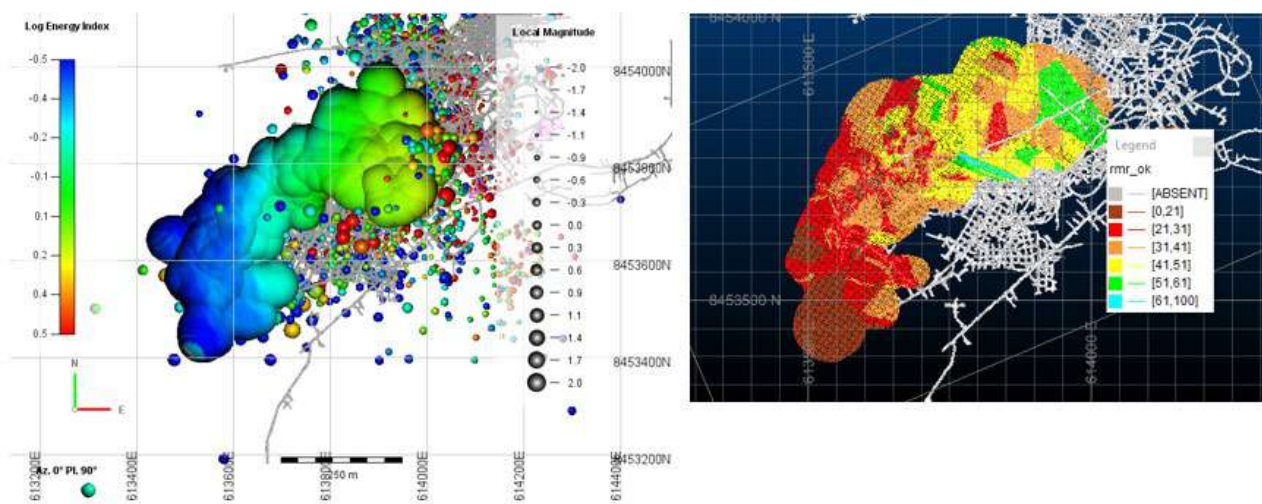 Log Energy Index
-0.5
-0.4
-0.2
-0.1
0.1
0.2
0.4
0.5
N
E
Az. 0° Pl. 90°
250 m
Local Magnitude
-2.0
-1.7
-1.4
-1.1
-0.9
-0.6
-0.3
0.0
0.3
0.6
0.9
1.1
1.4
1.7
2.0
8454000N
8453800N
8453600N
8453400N
8453200N
613200E
613400E
613600E
613800E
614000E
614200E
614400E
8454000 N
613500 E
8453500 N
614000 E
Legend
rmr_ok
[ABSENT]
[0,21]
[21,31]
[31,41]
[41,51]
[51,61]
[61,100]